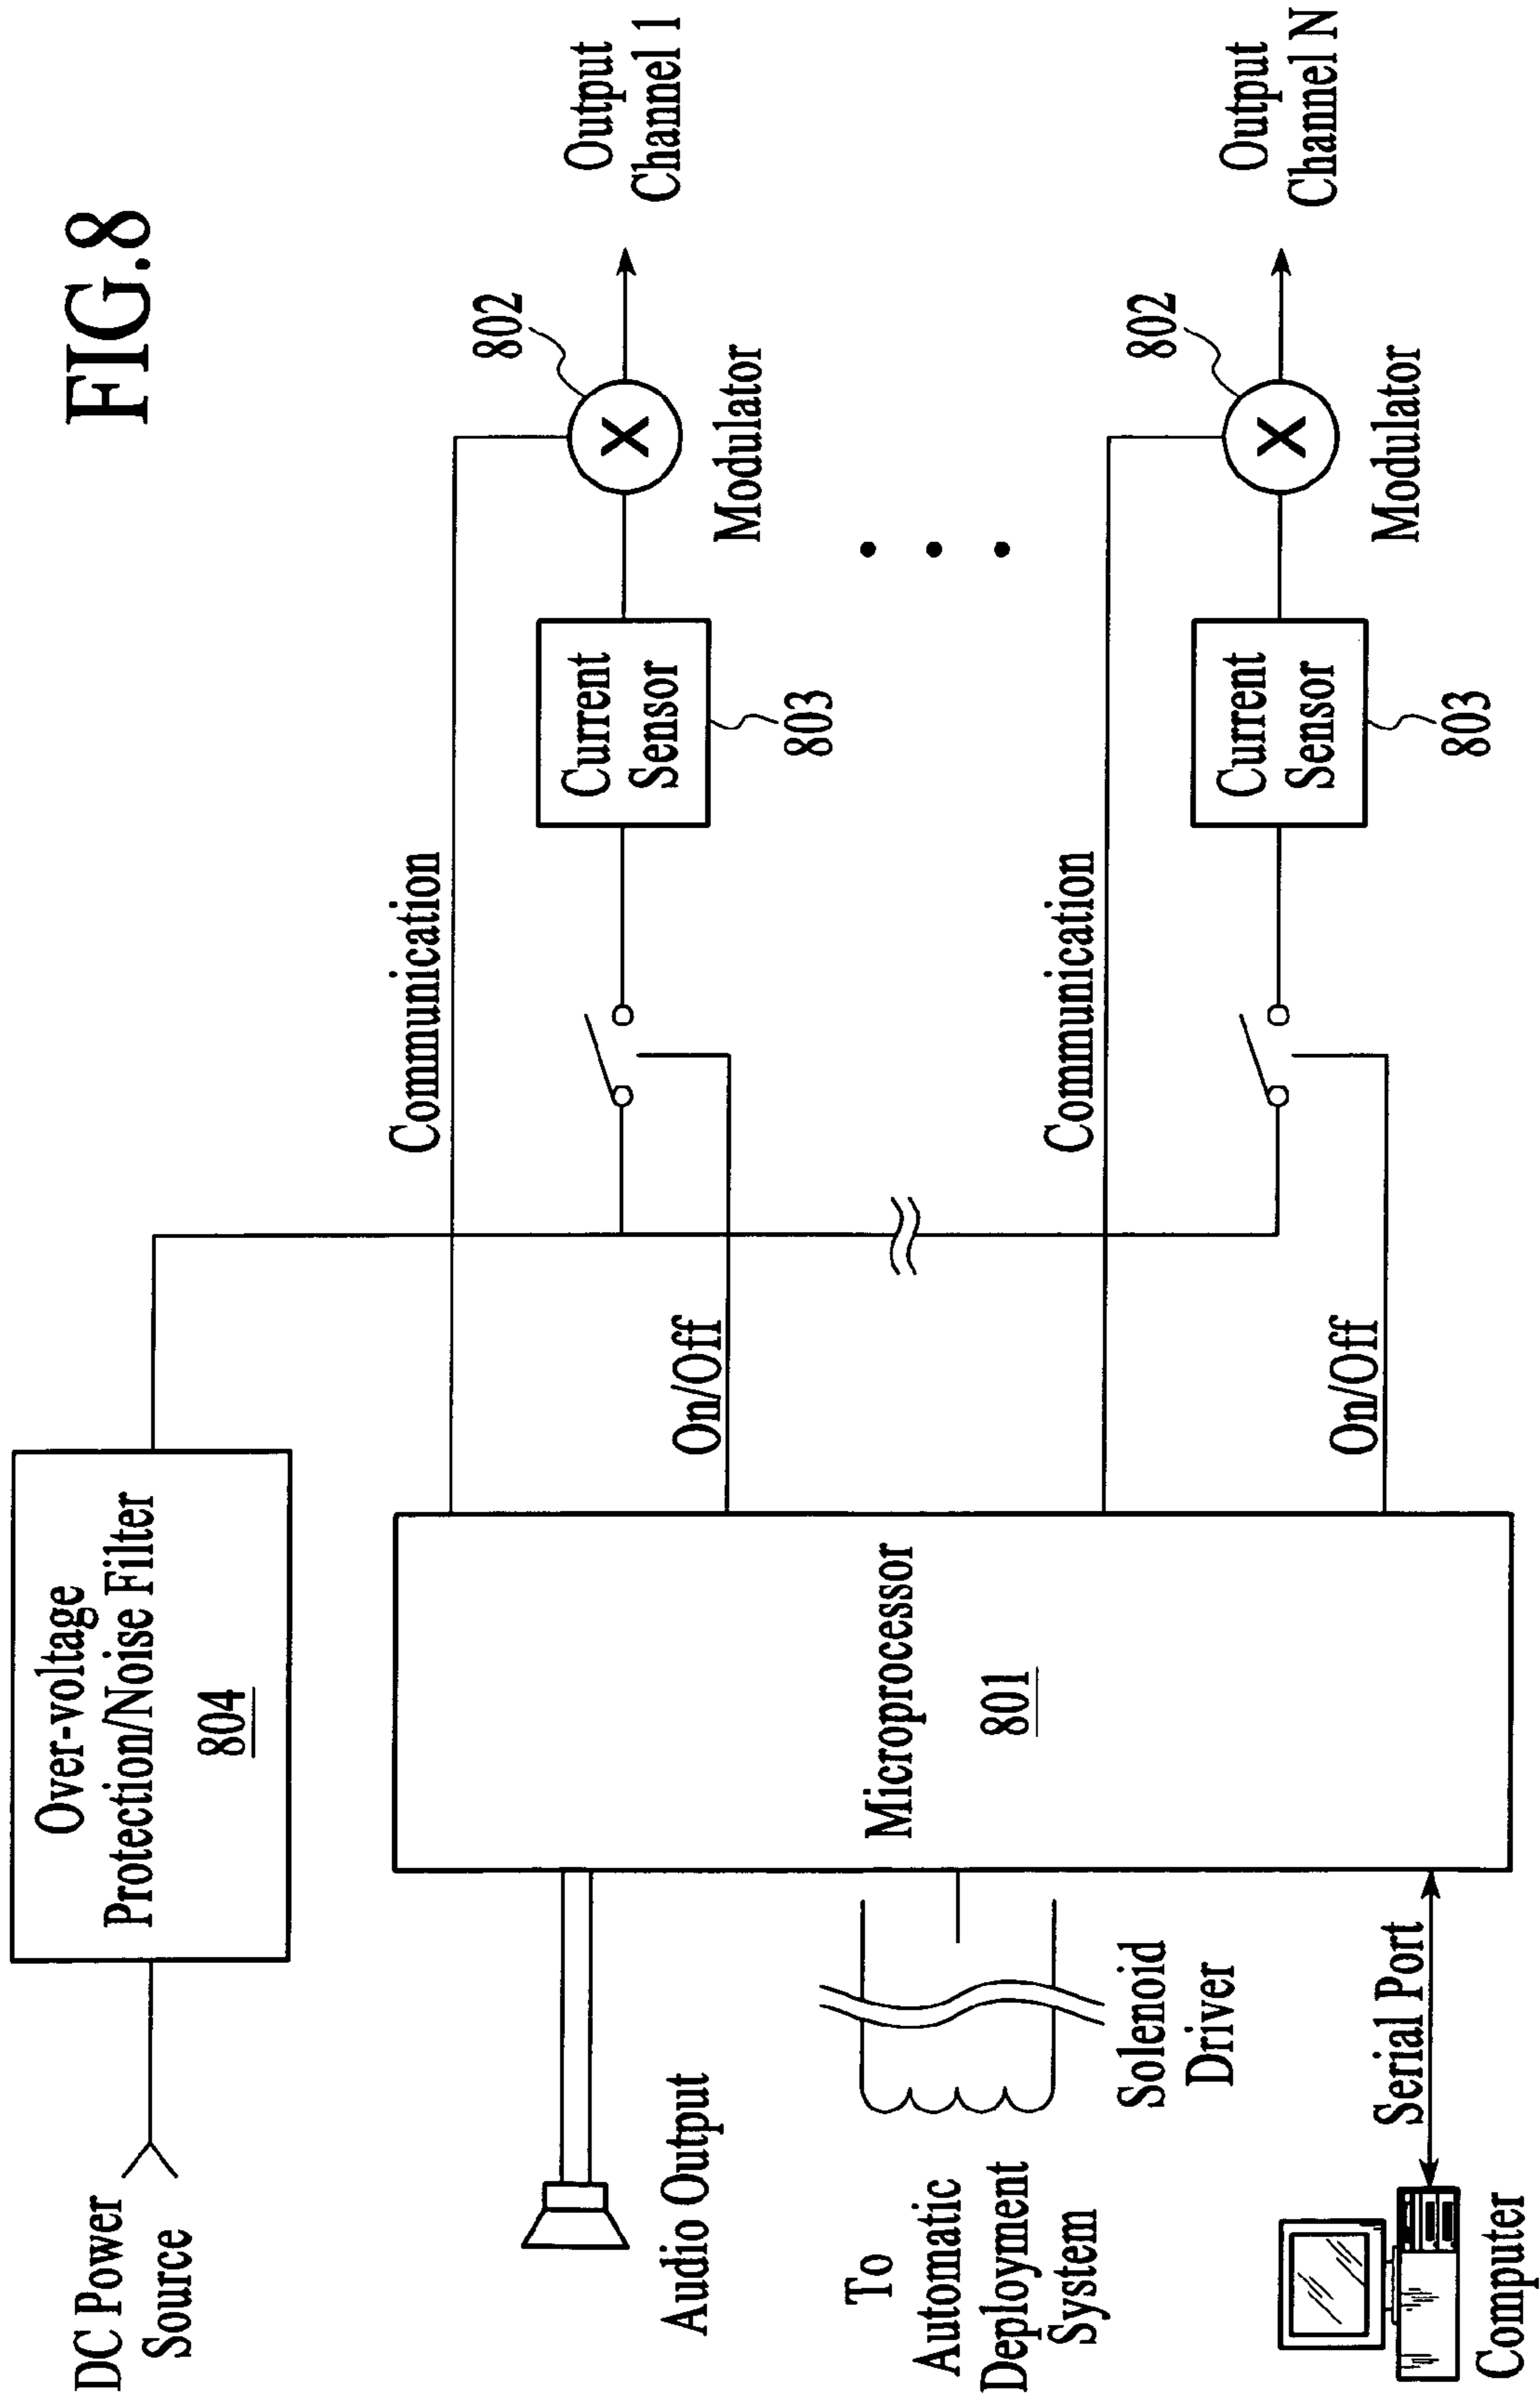 FIG.8
DC Power
Source
Over-voltage
Protection/Noise Filter
804
Communication
802
Output
Channel 1
Current
Sensor
803
Modulator
On/Off
Audio Output
Microprocessor
801
To
Automatic
Deployment
System
Solenoid
Driver
Communication
802
Output
Channel N
Current
Sensor
803
Modulator
On/Off
Serial Port
Computer